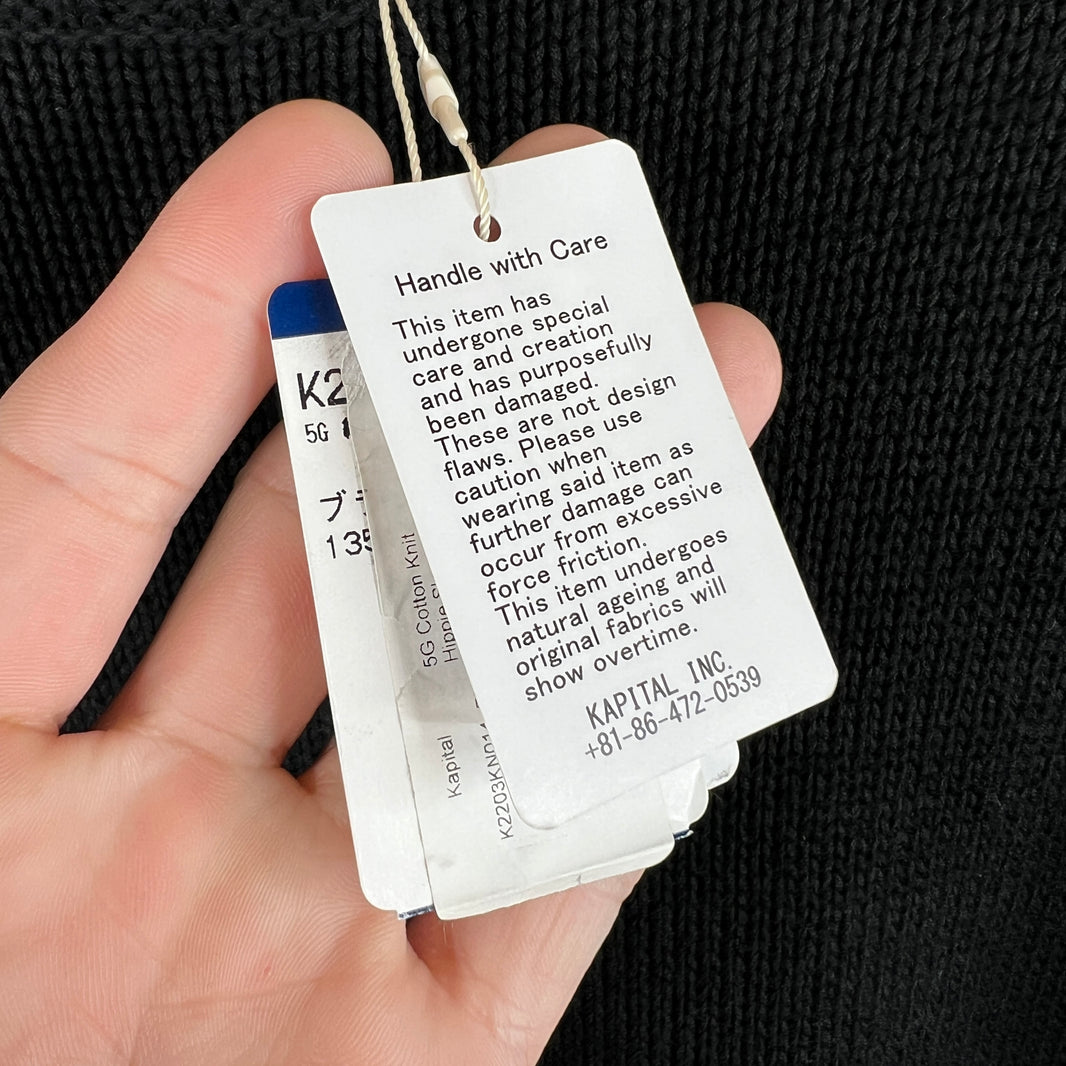 Handle with Care
This item has
undergone special
care and creation
and has purposefully
been damaged.
These are not design
flaws. Please use
caution when
wearing said item as
further damage can
occur from excessive
force friction.
This item undergoes
natural ageing and
original fabrics will
show overtime.
KAPITAL INC.
+81-86-472-0539
K2
5G
ブ
135
5G Cotton Knit
Hippie
Kapital
K2203KN01